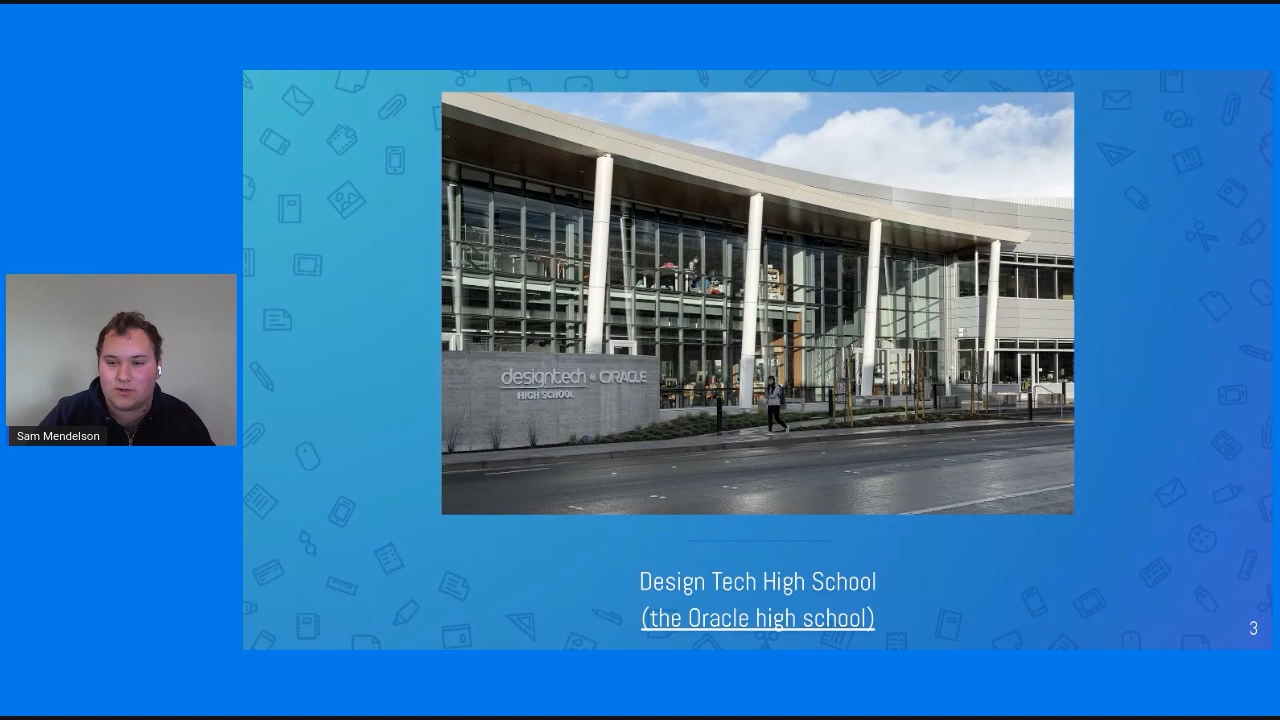 designtech ORACLE
HIGH SCHOOL
Sam Mendelson
Design Tech High School
(the Oracle high school)
3